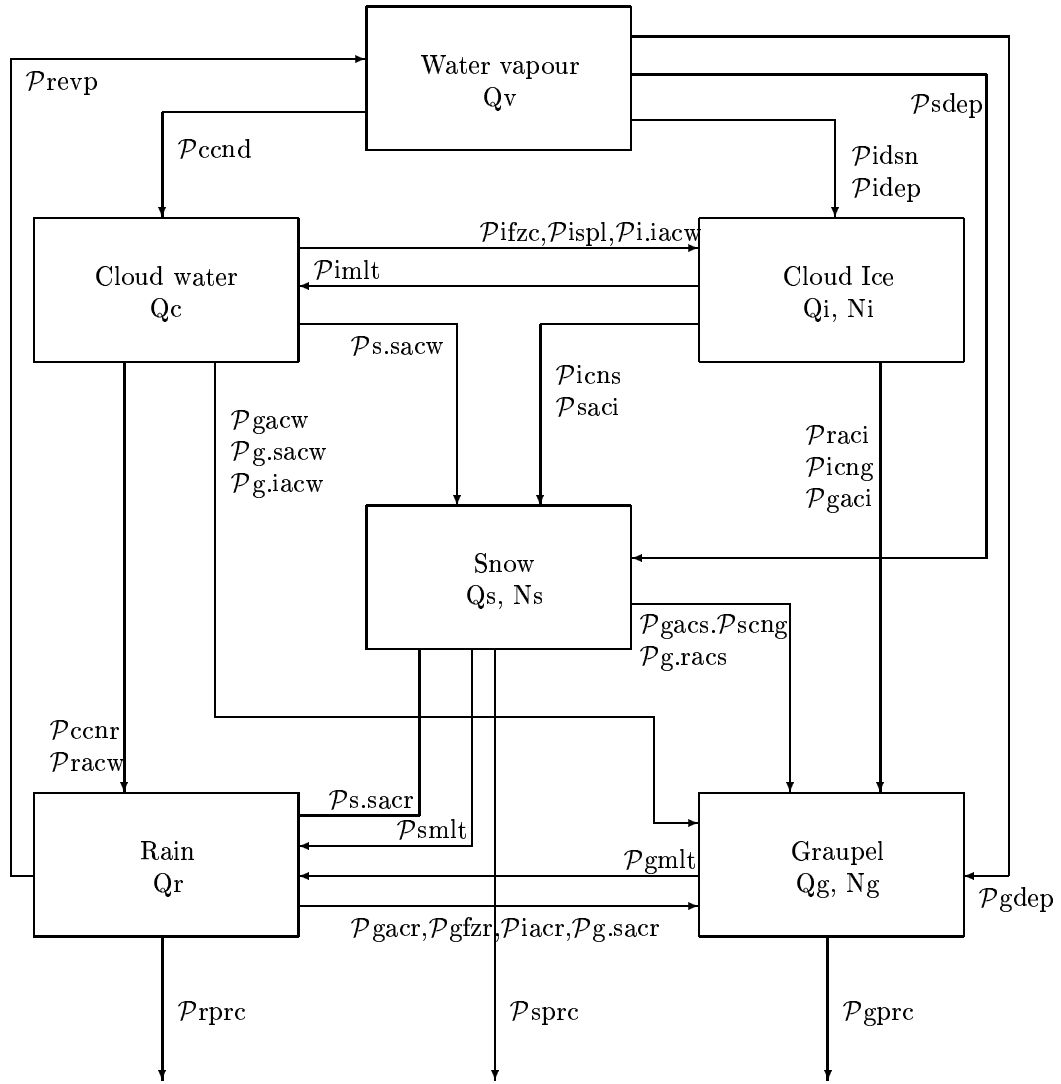 Water vapour
Qv
𝒫revp
𝒫sdep
𝒫ccnd
𝒫idsn
𝒫idep
𝒫ifzc,𝒫ispl,𝒫i.iacw
Cloud water
Qc
𝒫imlt
Cloud Ice
Qi, Ni
𝒫s.sacw
𝒫icns
𝒫saci
𝒫gacw
𝒫g.sacw
𝒫g.iacw
𝒫raci
𝒫icng
𝒫gaci
Snow
Qs, Ns
𝒫gacs.𝒫scng
𝒫g.racs
𝒫ccnr
𝒫racw
𝒫s.sacr
𝒫smlt
Rain
Qr
𝒫gmlt
Graupel
Qg, Ng
𝒫gdep
𝒫gacr,𝒫gfzr,𝒫iacr,𝒫g.sacr
𝒫rprc
𝒫sprc
𝒫gprc